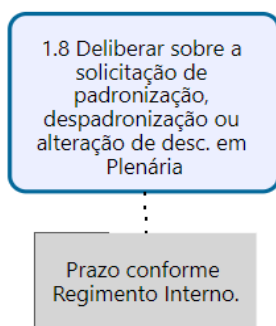 1.8 Deliberar sobre a
solicitação de
padronização,
despadronização ou
alteração de desc. em
Plenária
Prazo conforme
Regimento Interno.